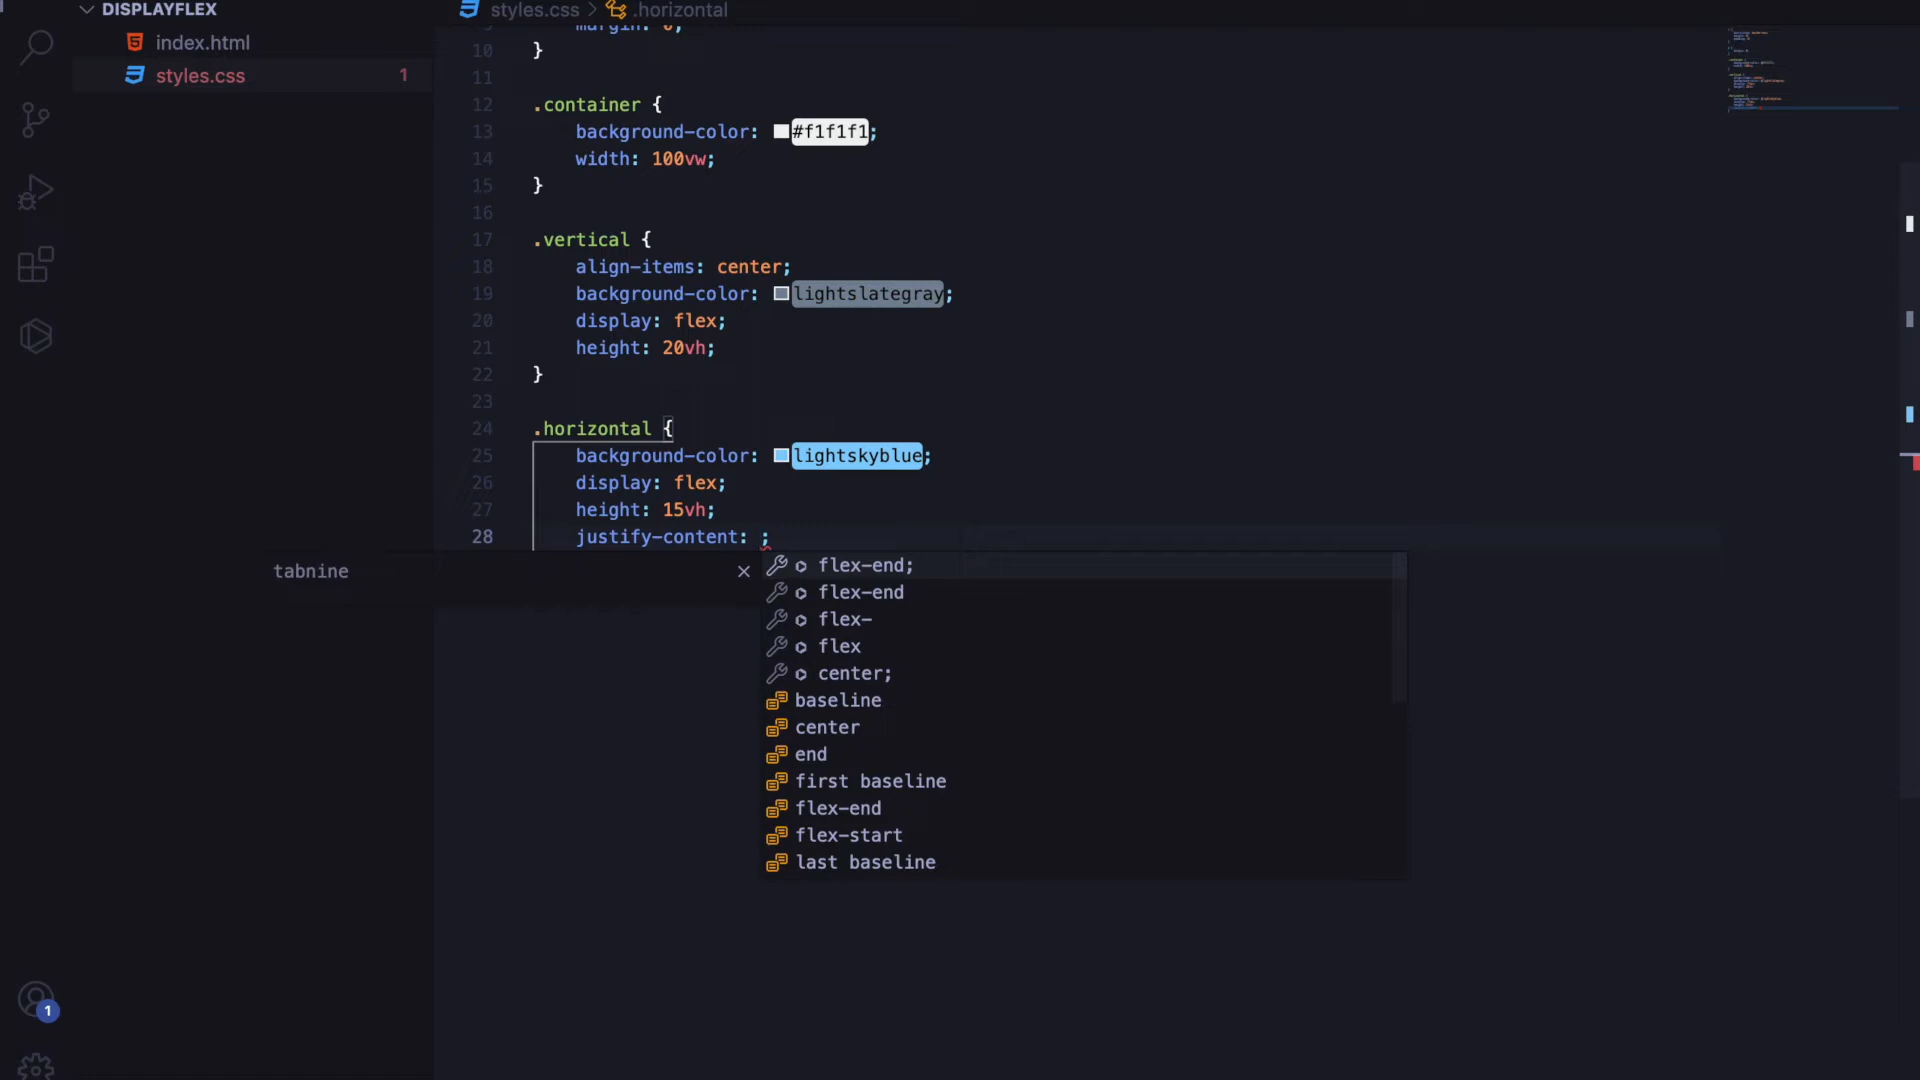 DISPLAYFLEX
index.html
styles.css 1
styles.css > .horizontal
margin: 0;
10 }
11
12 .container {
13 background-color: #f1f1f1;
14 width: 100vw;
15 }
16
17 .vertical {
18 align-items: center;
19 background-color: lightslategray;
20 display: flex;
21 height: 20vh;
22 }
23
24 .horizontal {
25 background-color: lightskyblue;
26 display: flex;
27 height: 15vh;
28 justify-content: ;
tabnine
flex-end;
flex-end
flex-
flex
center;
baseline
center
end
first baseline
flex-end
flex-start
last baseline
1